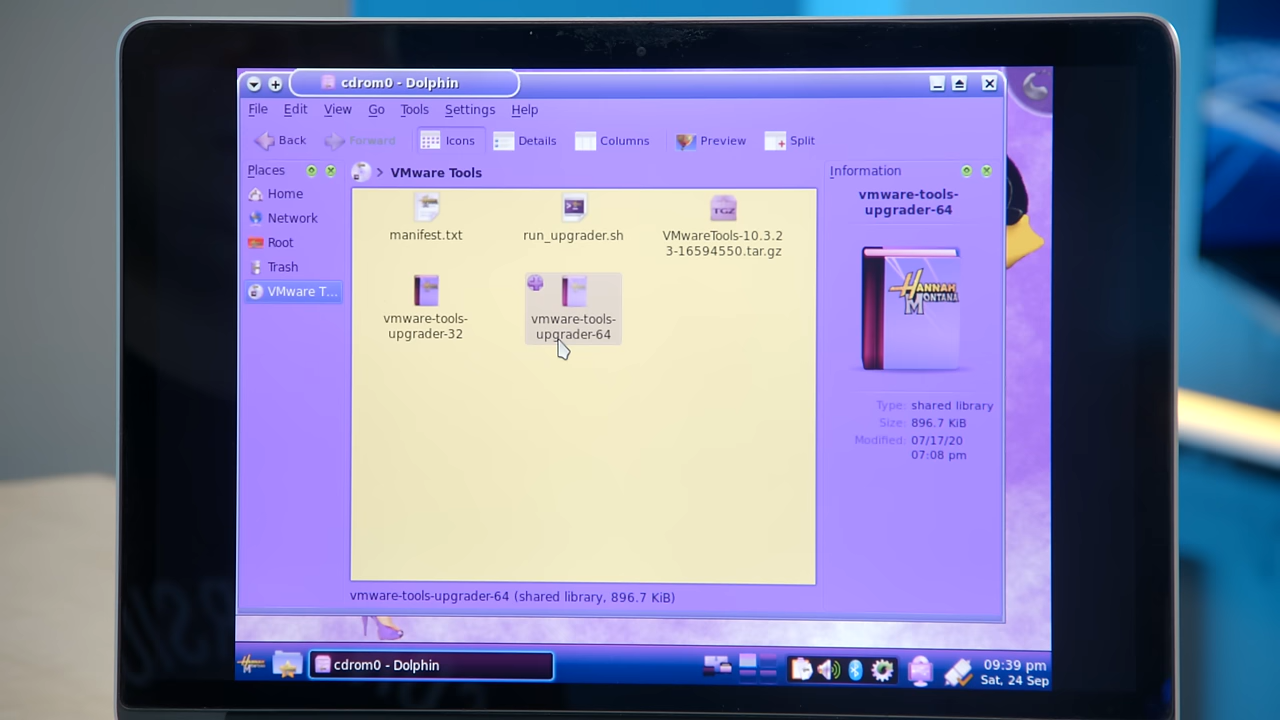 cdrom0 - Dolphin
File Edit View Go Tools Settings Help
Back Forward Icons Details Columns Preview Split
Places
Home
Network
Root
Trash
VMware T...
> VMware Tools
manifest.txt
run_upgrader.sh
TGZ
VMwareTools-10.3.2
3-16594550.tar.gz
vmware-tools-
upgrader-32
vmware-tools-
upgrader-64
Information
vmware-tools-
upgrader-64
HANNAH
MONTANA
Type: shared library
Size: 896.7 KiB
Modified: 07/17/20
07:08 pm
vmware-tools-upgrader-64 (shared library, 896.7 KiB)
cdrom0 - Dolphin
09:39 pm
Sat, 24 Sep